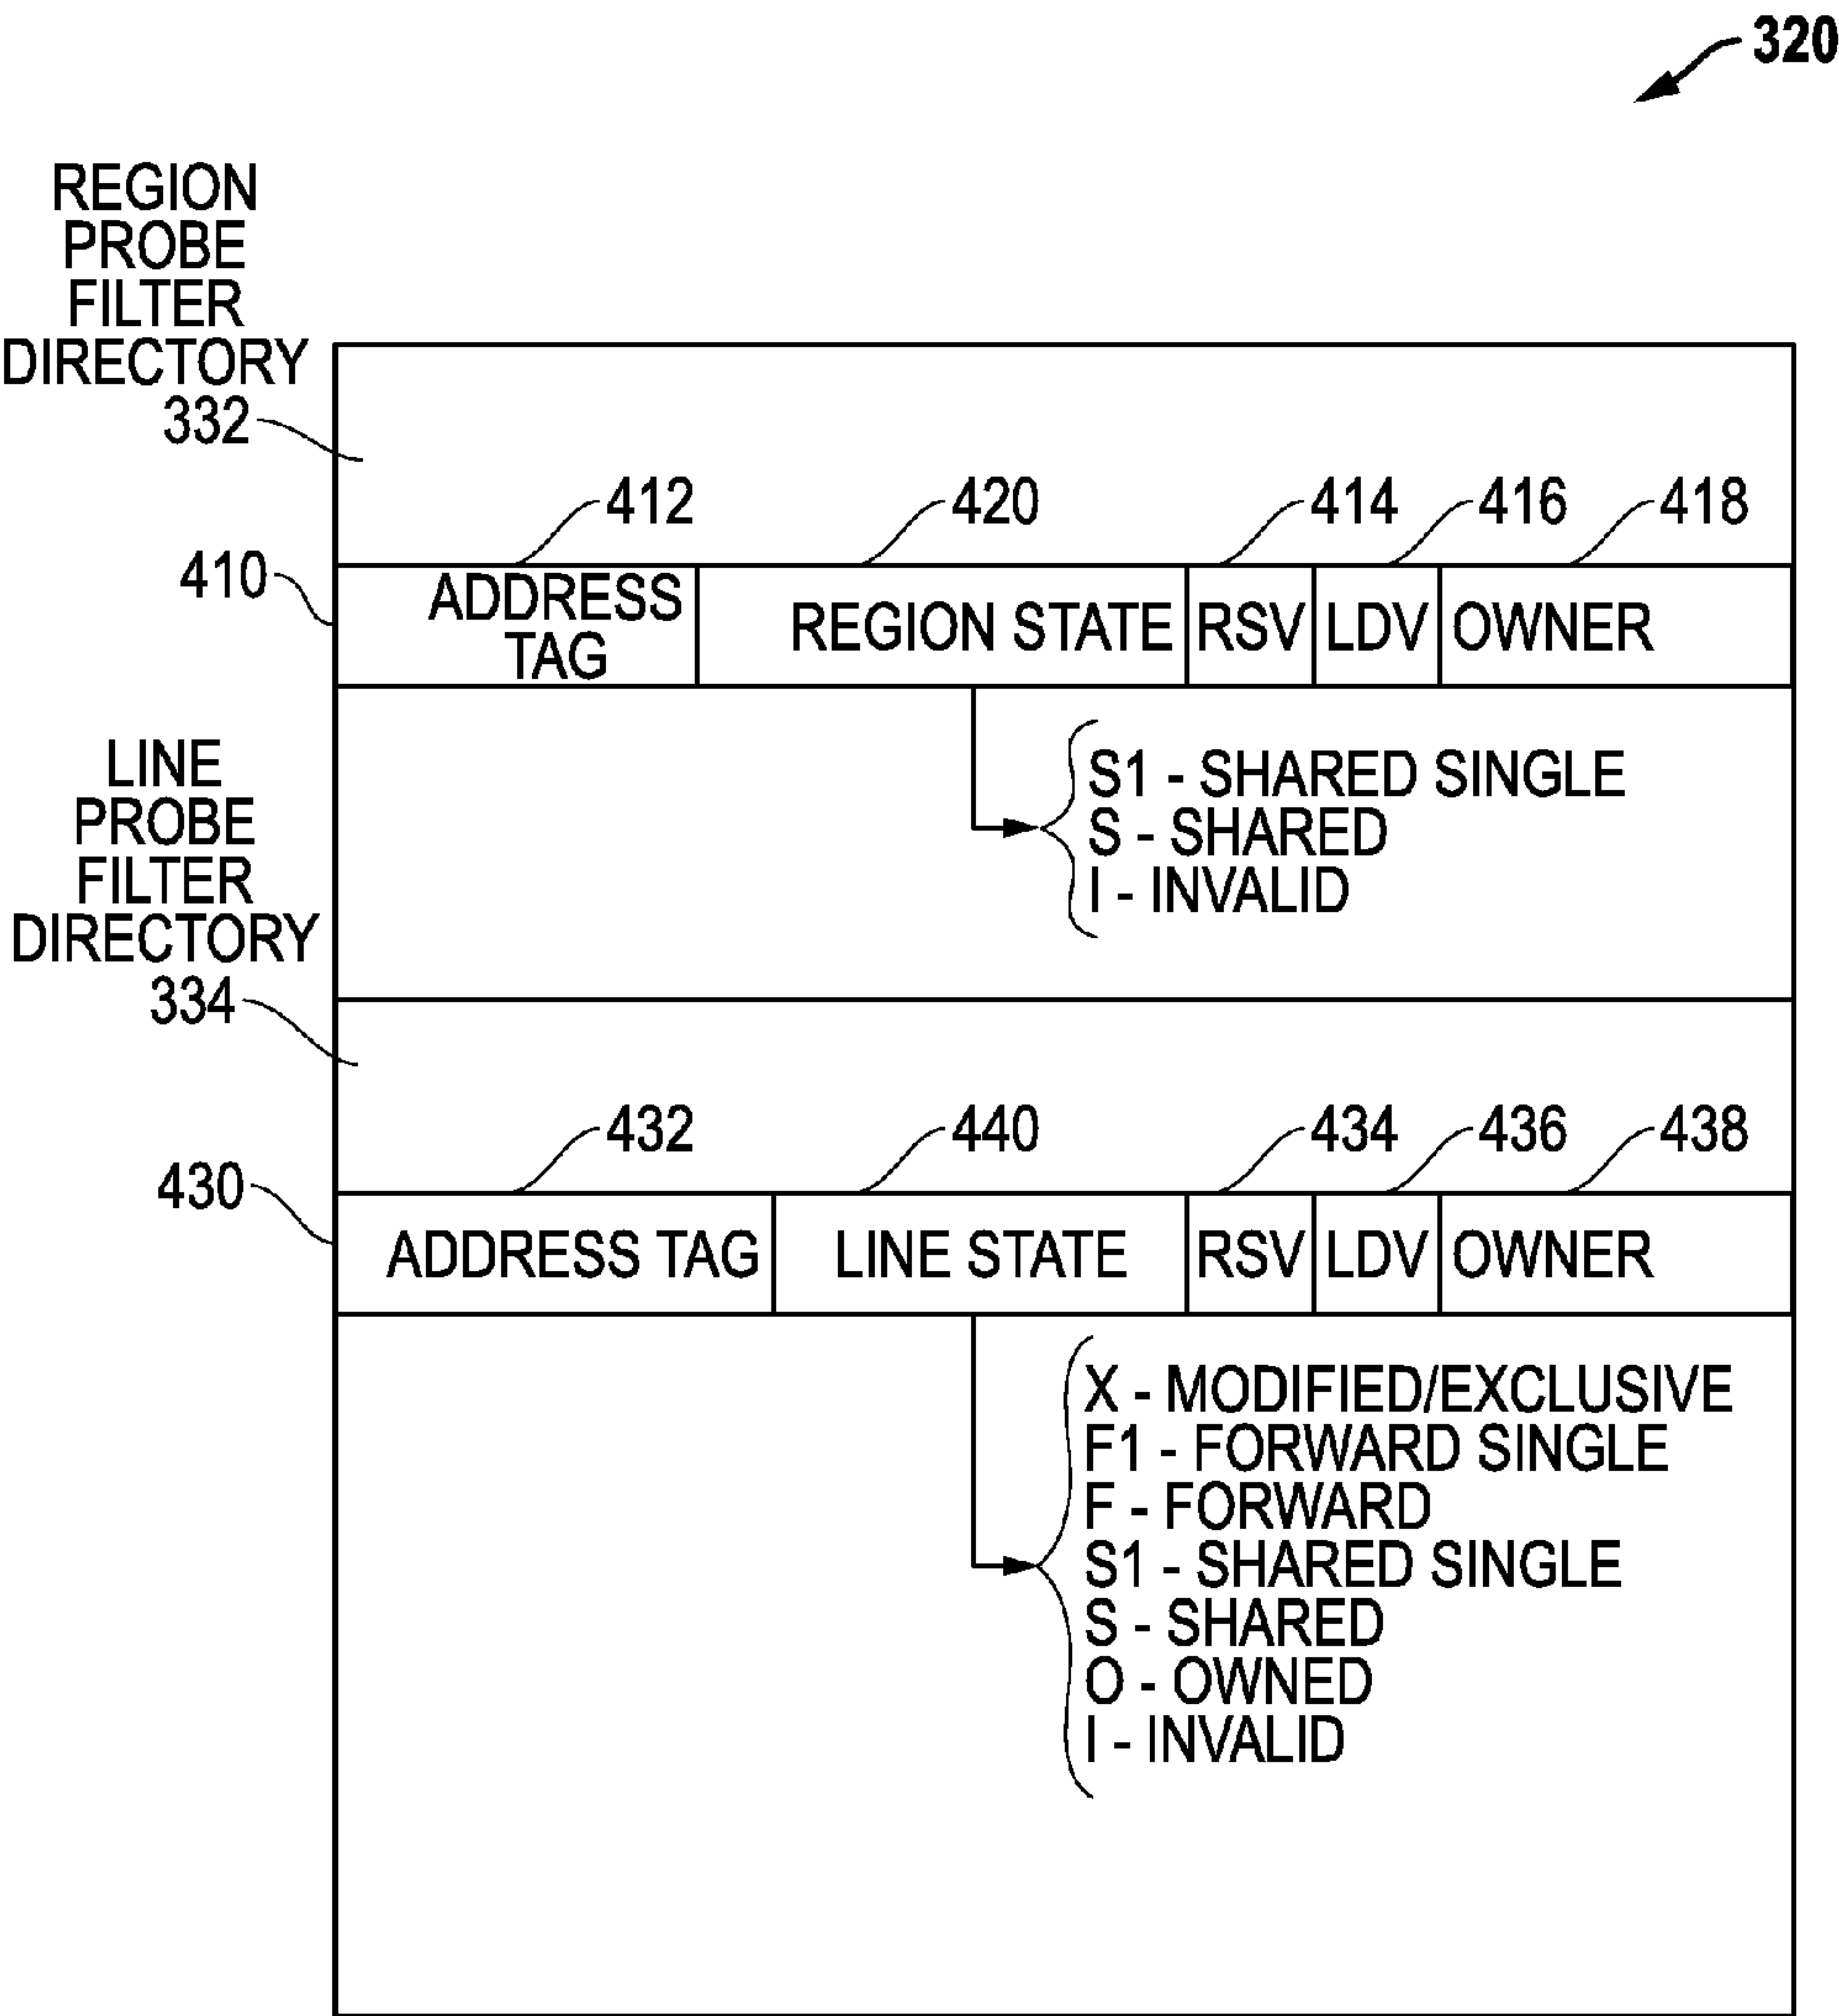 320
REGION
PROBE
FILTER
DIRECTORY
332
412 420 414 416 418
410
ADDRESS
TAG
REGION STATE RSV LDV OWNER
S1 - SHARED SINGLE
S - SHARED
I - INVALID
LINE
PROBE
FILTER
DIRECTORY
334
432 440 434 436 438
430
ADDRESS TAG LINE STATE RSV LDV OWNER
X - MODIFIED/EXCLUSIVE
F1 - FORWARD SINGLE
F - FORWARD
S1 - SHARED SINGLE
S - SHARED
O - OWNED
I - INVALID